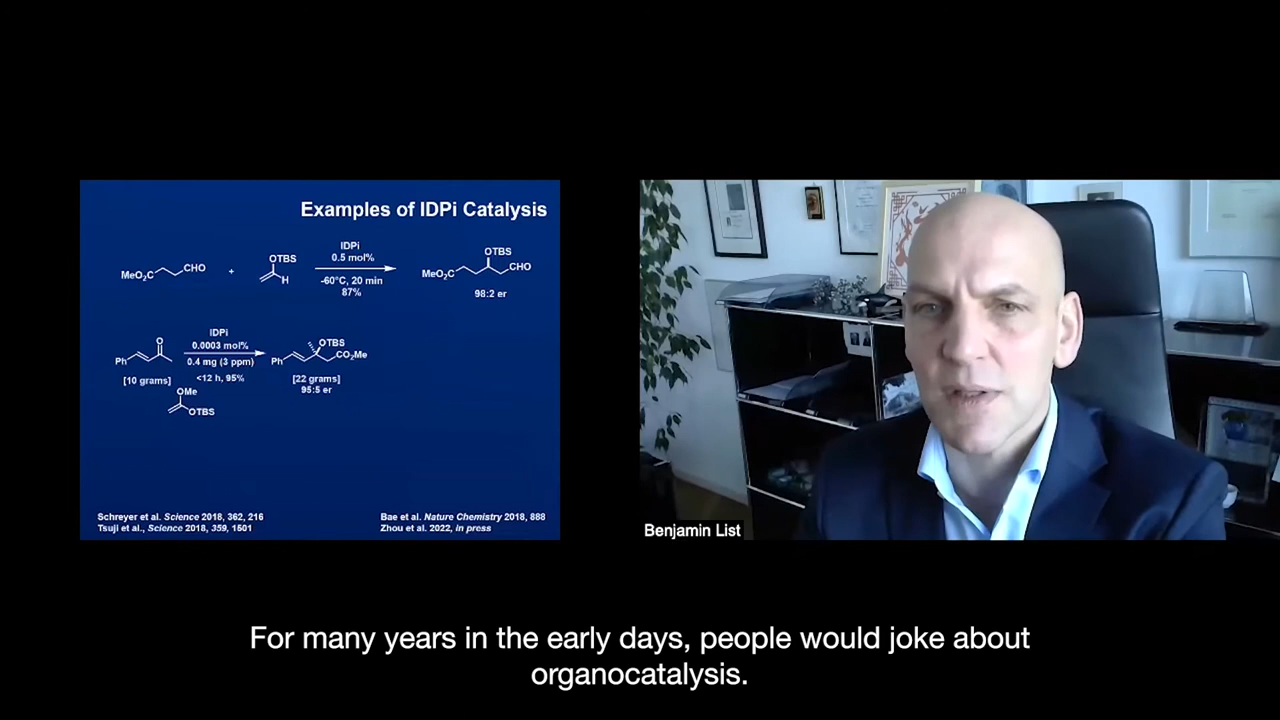 Examples of IDPi Catalysis
MeO₂C CHO + OTBS H
IDPi
0.5 mol%
-60°C, 20 min
87%
OTBS
MeO₂C CHO
98:2 er
Ph O
[10 grams]
OMe
OTBS
IDPi
0.0003 mol%
0.4 mg (3 ppm)
<12 h, 95%
OTBS
Ph CO₂Me
[22 grams]
95:5 er
Schreyer et al. Science 2018, 362, 216
Tsuji et al., Science 2018, 359, 1501
Bae et al. Nature Chemistry 2018, 888
Zhou et al. 2022, in press
Benjamin List
For many years in the early days, people would joke about
organocatalysis.